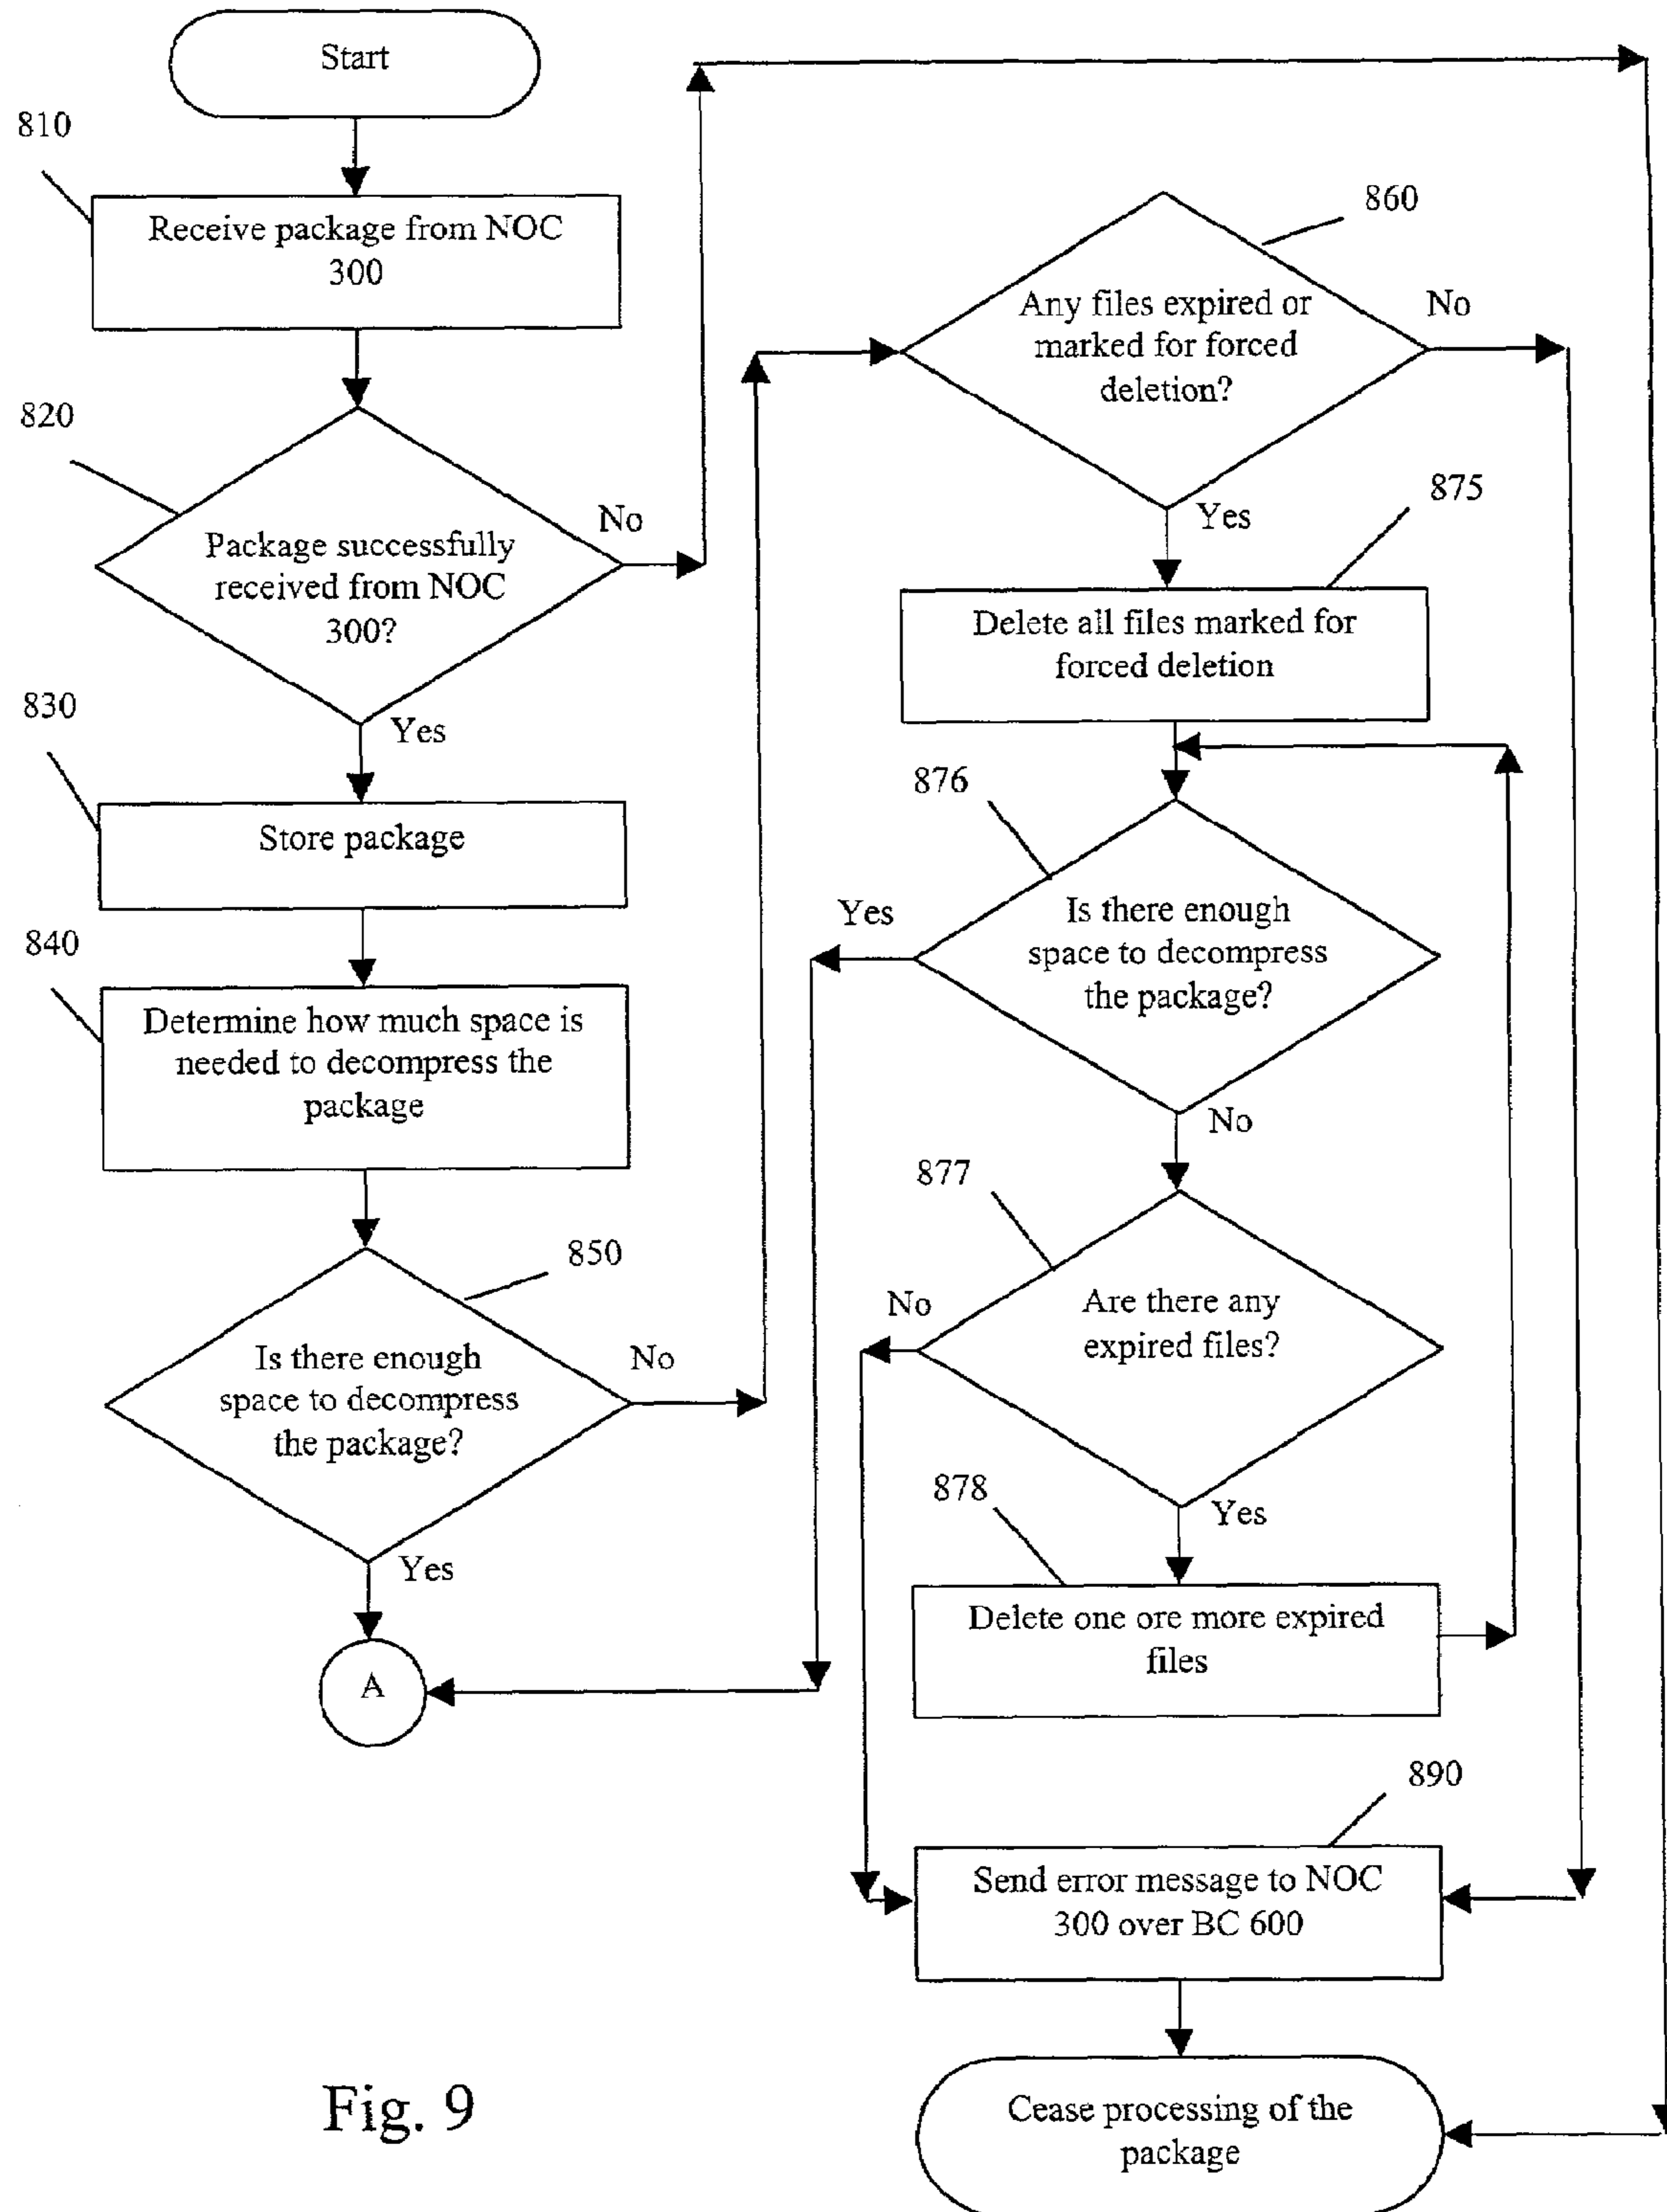 Start
810
Receive package from NOC
300
820
Package successfully
received from NOC
300?
No
Yes
830
Store package
840
Determine how much space is
needed to decompress the
package
850
Is there enough
space to decompress
the package?
No
Yes
A
860
Any files expired or
marked for forced
deletion?
No
Yes
875
Delete all files marked for
forced deletion
876
Is there enough
space to decompress
the package?
Yes
No
877
Are there any
expired files?
No
Yes
878
Delete one ore more expired
files
890
Send error message to NOC
300 over BC 600
Cease processing of the
package
Fig. 9